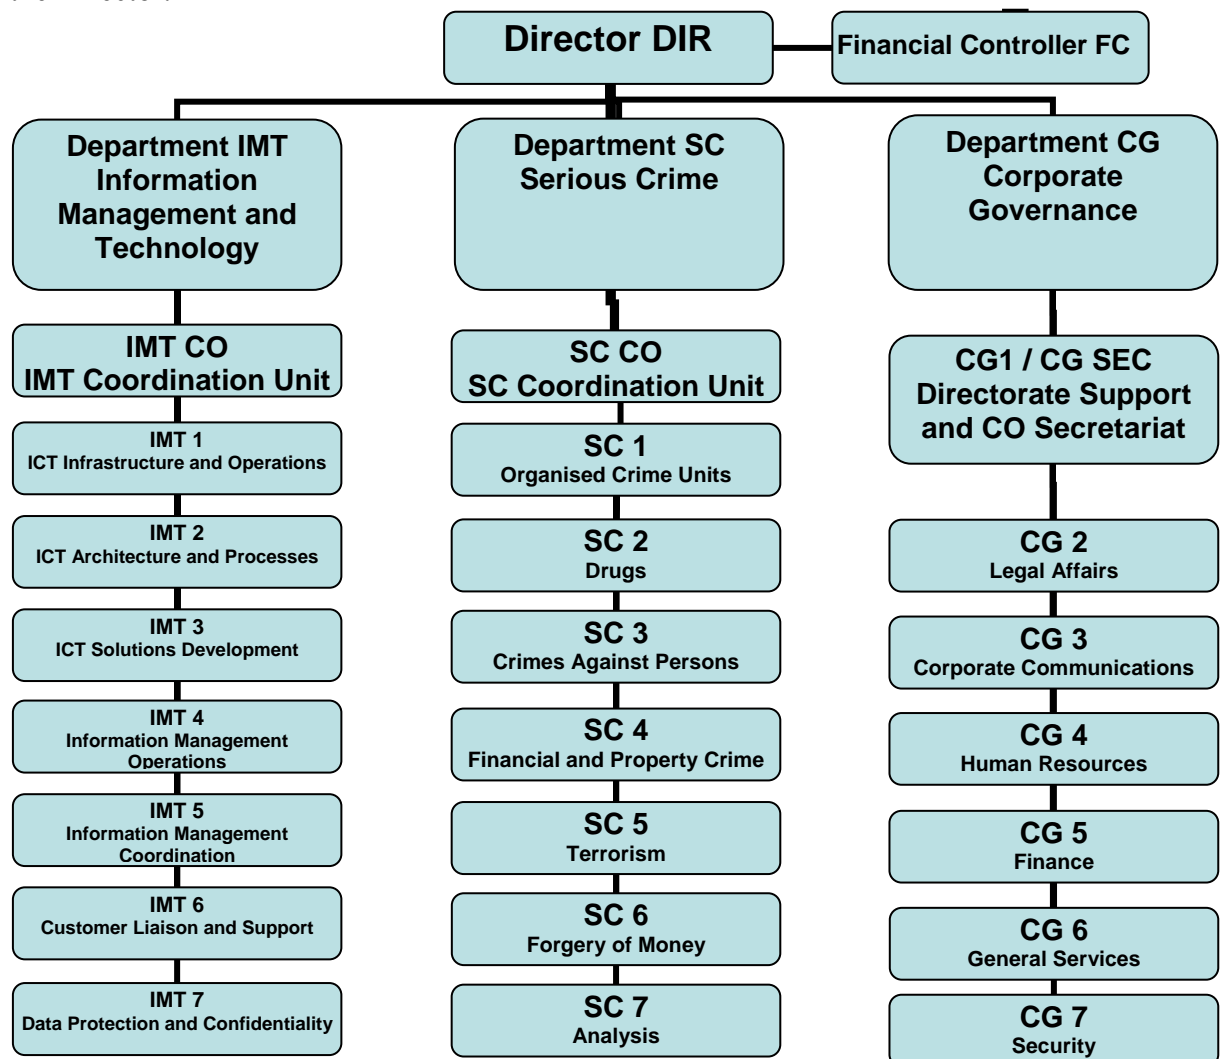 Director DIR
Financial Controller FC
Department IMT
Information
Management and
Technology
IMT CO
IMT Coordination Unit
IMT 1
ICT Infrastructure and Operations
IMT 2
ICT Architecture and Processes
IMT 3
ICT Solutions Development
IMT 4
Information Management
Operations
IMT 5
Information Management
Coordination
IMT 6
Customer Liaison and Support
IMT 7
Data Protection and Confidentiality
Department SC
Serious Crime
SC CO
SC Coordination Unit
SC 1
Organised Crime Units
SC 2
Drugs
SC 3
Crimes Against Persons
SC 4
Financial and Property Crime
SC 5
Terrorism
SC 6
Forgery of Money
SC 7
Analysis
Department CG
Corporate
Governance
CG1 / CG SEC
Directorate Support
and CO Secretariat
CG 2
Legal Affairs
CG 3
Corporate Communications
CG 4
Human Resources
CG 5
Finance
CG 6
General Services
CG 7
Security